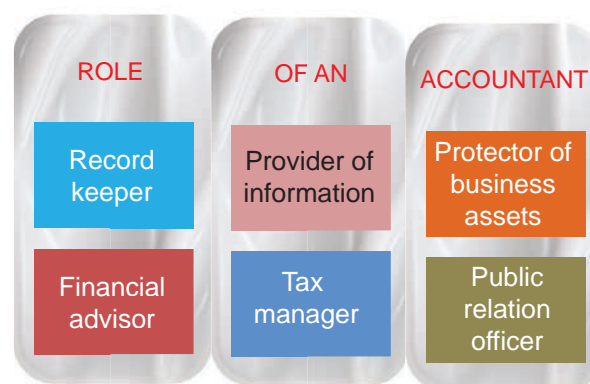 ROLE
OF AN
ACCOUNTANT
Record
keeper
Provider of
information
Protector of
business
assets
Financial
advisor
Tax
manager
Public
relation
officer